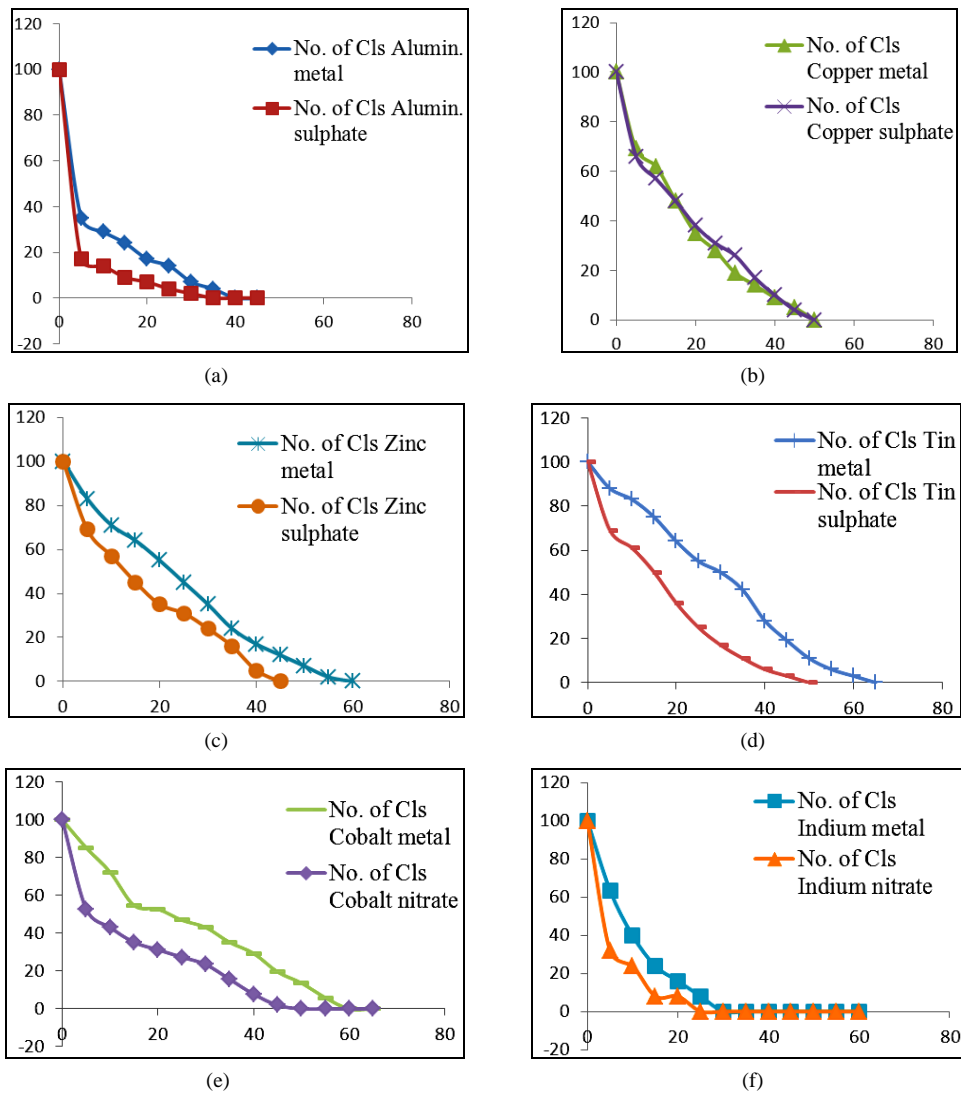 120
100
80
60
40
20
0
-20
0 20 40 60 80
No. of Cls Alumin.
metal
No. of Cls Alumin.
sulphate
(a)
120
100
80
60
40
20
0
0 20 40 60 80
No. of Cls
Copper metal
No. of Cls
Copper sulphate
(b)
120
100
80
60
40
20
0
0 20 40 60 80
No. of Cls Zinc
metal
No. of Cls Zinc
sulphate
(c)
120
100
80
60
40
20
0
0 20 40 60 80
No. of Cls Tin
metal
No. of Cls Tin
sulphate
(d)
120
100
80
60
40
20
0
-20
0 20 40 60 80
No. of Cls
Cobalt metal
No. of Cls
Cobalt nitrate
(e)
120
100
80
60
40
20
0
-20
0 20 40 60 80
No. of Cls
Indium metal
No. of Cls
Indium nitrate
(f)